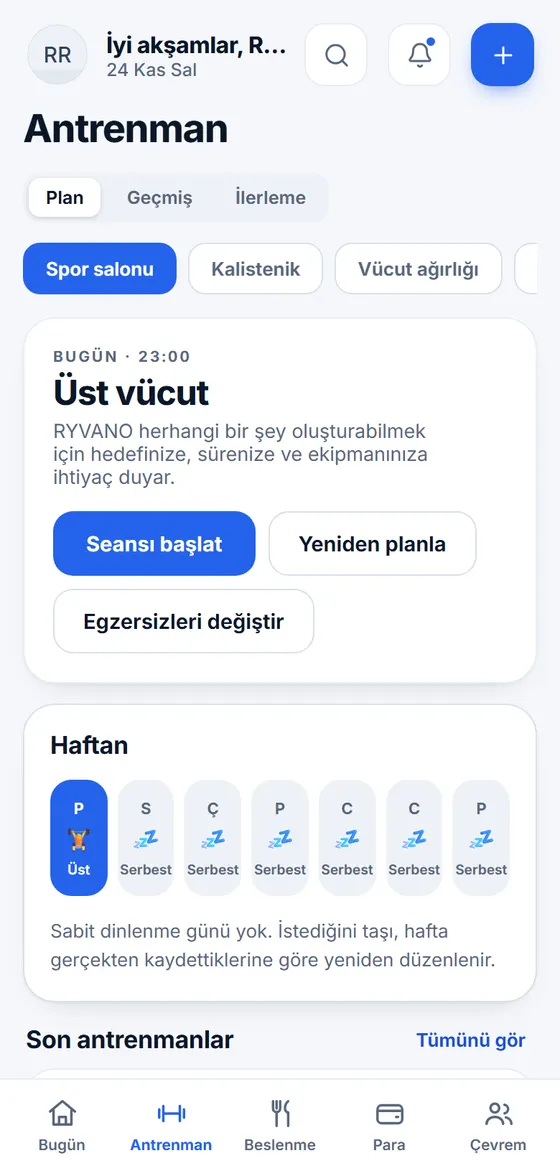 RR
İyi akşamlar, R...
24 Kas Sal
Antrenman
Plan
Geçmiş
İlerleme
Spor salonu
Kalistenik
Vücut ağırlığı
BUGÜN · 23:00
Üst vücut
RYVANO herhangi bir şey oluşturabilmek
için hedefinize, sürenize ve ekipmanınıza
ihtiyaç duyar.
Seansı başlat
Yeniden planla
Egzersizleri değiştir
Haftan
P
S
Ç
P
C
C
P
Üst
Serbest
Serbest
Serbest
Serbest
Serbest
Serbest
Sabit dinlenme günü yok. İstediğini taşı, hafta
gerçekten kaydettiklerine göre yeniden düzenlenir.
Son antrenmanlar
Tümünü gör
Bugün
Antrenman
Beslenme
Para
Çevrem